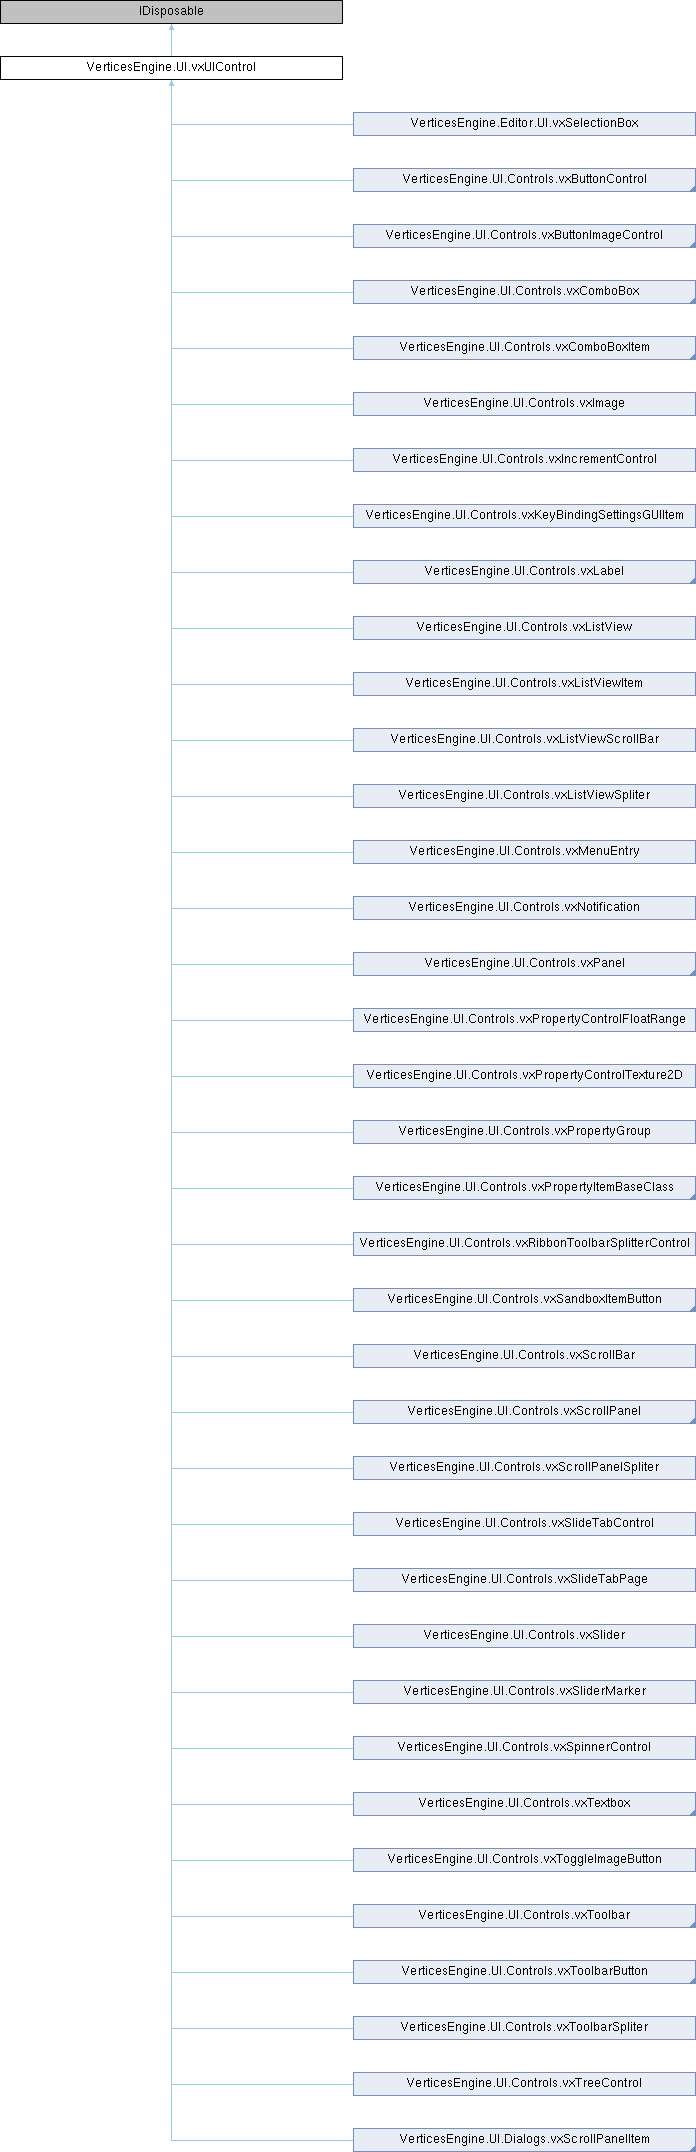 IDisposable
VerticesEngine.UI.vxUIControl
VerticesEngine.Editor.UI.vxSelectionBox
VerticesEngine.UI.Controls.vxButtonControl
VerticesEngine.UI.Controls.vxButtonImageControl
VerticesEngine.UI.Controls.vxComboBox
VerticesEngine.UI.Controls.vxComboBoxItem
VerticesEngine.UI.Controls.vxImage
VerticesEngine.UI.Controls.vxIncrementControl
VerticesEngine.UI.Controls.vxKeyBindingSettingsGUIItem
VerticesEngine.UI.Controls.vxLabel
VerticesEngine.UI.Controls.vxListView
VerticesEngine.UI.Controls.vxListViewItem
VerticesEngine.UI.Controls.vxListViewScrollBar
VerticesEngine.UI.Controls.vxListViewSpliter
VerticesEngine.UI.Controls.vxMenuEntry
VerticesEngine.UI.Controls.vxNotification
VerticesEngine.UI.Controls.vxPanel
VerticesEngine.UI.Controls.vxPropertyControlFloatRange
VerticesEngine.UI.Controls.vxPropertyControlTexture2D
VerticesEngine.UI.Controls.vxPropertyGroup
VerticesEngine.UI.Controls.vxPropertyItemBaseClass
VerticesEngine.UI.Controls.vxRibbonToolbarSplitterControl
VerticesEngine.UI.Controls.vxSandboxItemButton
VerticesEngine.UI.Controls.vxScrollBar
VerticesEngine.UI.Controls.vxScrollPanel
VerticesEngine.UI.Controls.vxScrollPanelSpliter
VerticesEngine.UI.Controls.vxSlideTabControl
VerticesEngine.UI.Controls.vxSlideTabPage
VerticesEngine.UI.Controls.vxSlider
VerticesEngine.UI.Controls.vxSliderMarker
VerticesEngine.UI.Controls.vxSpinnerControl
VerticesEngine.UI.Controls.vxTextbox
VerticesEngine.UI.Controls.vxToggleImageButton
VerticesEngine.UI.Controls.vxToolbar
VerticesEngine.UI.Controls.vxToolbarButton
VerticesEngine.UI.Controls.vxToolbarSpliter
VerticesEngine.UI.Controls.vxTreeControl
VerticesEngine.UI.Dialogs.vxScrollPanelItem